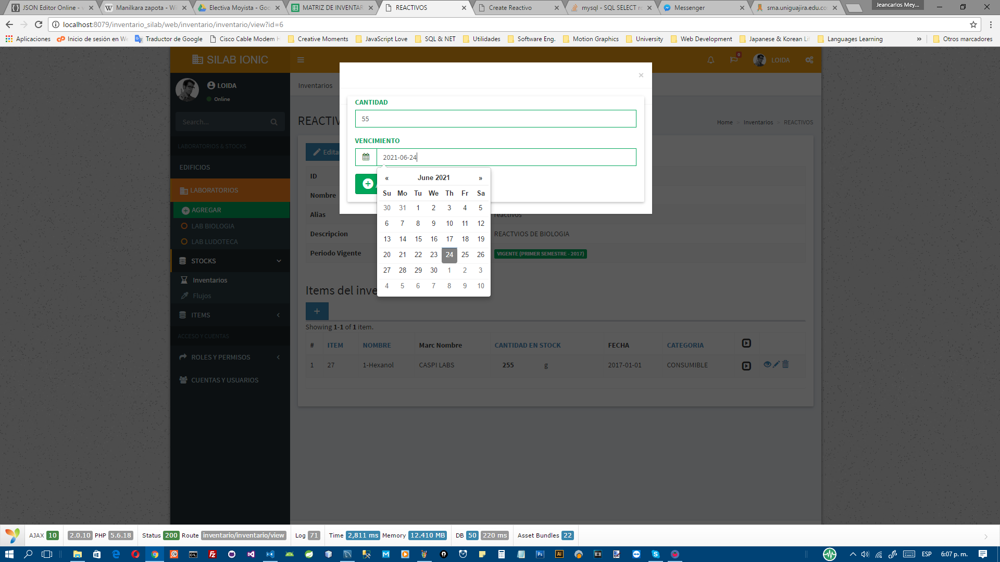 JSON Editor Online - v
Manilkara zapota - Wi
Electiva Moyista - Goo
MATRIZ DE INVENTAR
REACTIVOS
Create Reactivo
mysql - SQL SELECT ro
Messenger
sma.uniguajira.edu.co
Jeancarlos Mey...
localhost:8079/inventario_silab/web/inventario/inventario/view?id=6
Aplicaciones
Inicio de sesión en We
Traductor de Google
Cisco Cable Modem H
Creative Moments
JavaScript Love
SQL & NET
Utilidades
Software Eng.
Motion Graphics
University
Web Development
Japanese & Korean Li
Languages Learning
»
Otros marcadores
SILAB IONIC
0
LOIDA
LOIDA
Online
Search...
LABORATORIOS & STOCKS
EDIFICIOS
LABORATORIOS
AGREGAR
LAB BIOLOGIA
LAB LUDOTECA
STOCKS
Inventarios
Flujos
ITEMS
ACCESO Y CUENTAS
ROLES Y PERMISOS
CUENTAS Y USUARIOS
Inventarios
REACTIV
Home
Inventarios
REACTIVOS
×
CANTIDAD
55
VENCIMIENTO
2021-06-24
« June 2021 »
Su Mo Tu We Th Fr Sa
30 31 1 2 3 4 5
6 7 8 9 10 11 12
13 14 15 16 17 18 19
20 21 22 23 24 25 26
27 28 29 30 1 2 3
4 5 6 7 8 9 10
Edita
ID
Nombre
Alias reactivos
Descripcion REACTVIOS DE BIOLOGIA
Periodo Vigente VIGENTE (PRIMER SEMESTRE - 2017)
Items del inve
+
Showing 1-1 of 1 item.
# ITEM NOMBRE Marc Nombre CANTIDAD EN STOCK FECHA CATEGORIA
1 27 1-Hexanol CASPI LABS 255 g 2017-01-01 CONSUMIBLE
AJAX 10 2.0.10 PHP 5.6.18 Status 200 Route inventario/inventario/view Log 71 Time 2,811 ms Memory 12.410 MB DB 50 220 ms Asset Bundles 22
ESP
6:07 p. m.